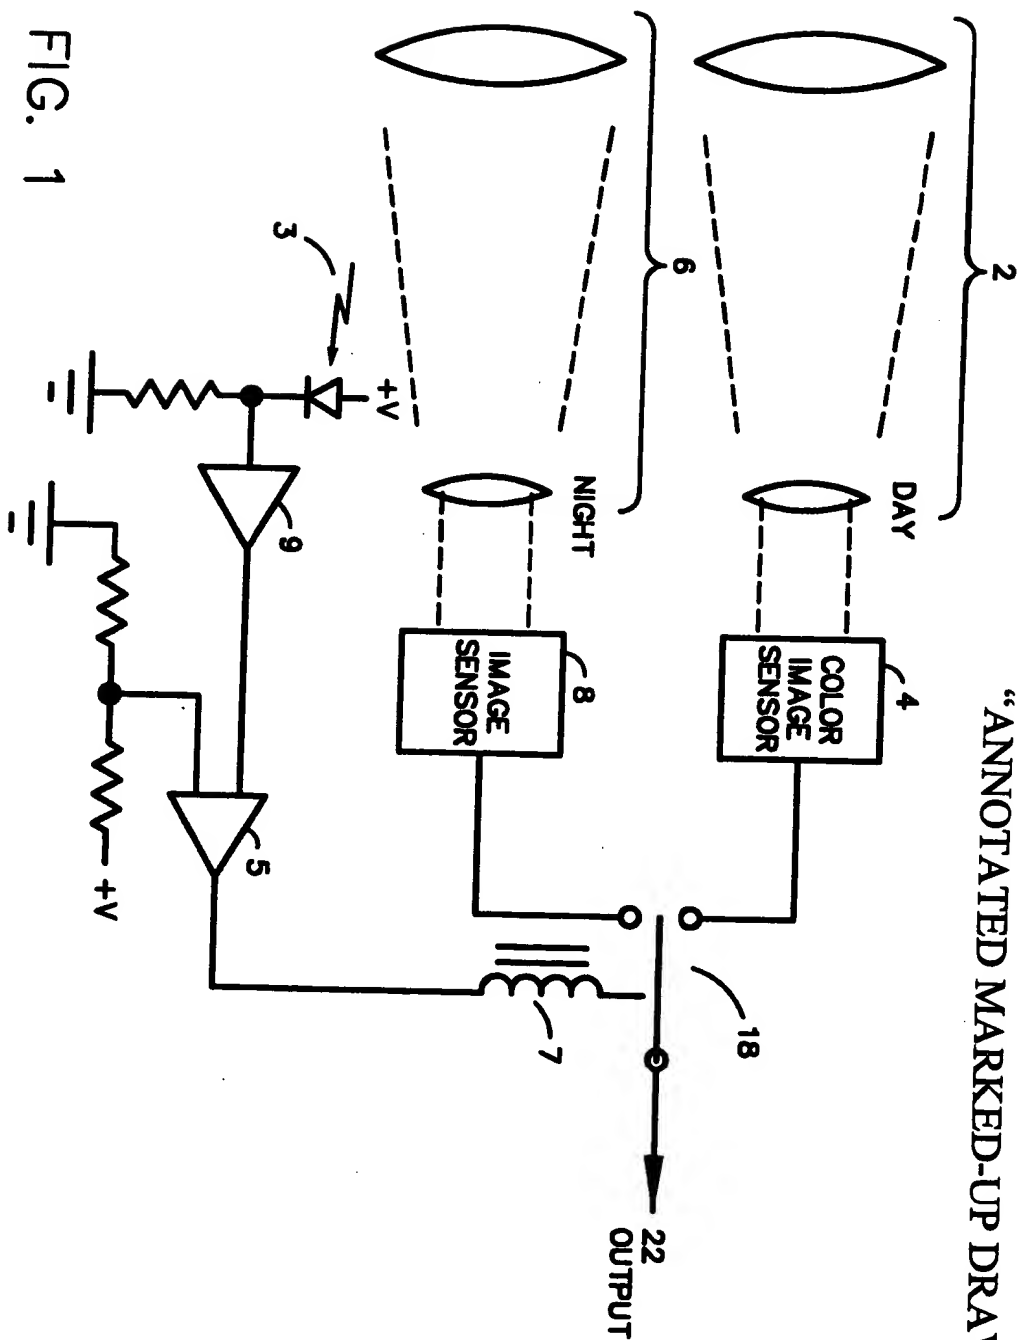 "ANNOTATED MARKED-UP DRAW
2
DAY
4
COLOR
IMAGE
SENSOR
18
22
OUTPUT
6
NIGHT
8
IMAGE
SENSOR
7
3
+V
9
5
+V
FIG. 1